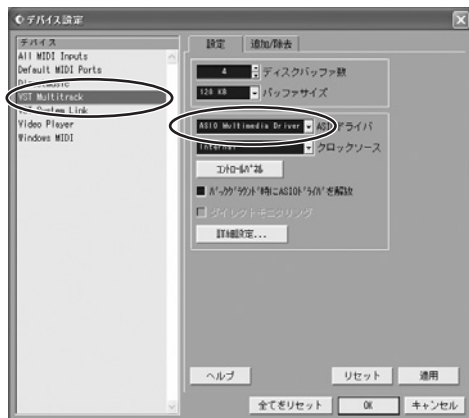 デバイス設定
デバイス
All MIDI Inputs
Default MIDI Ports
VST Multitrack
VST System Link
Video Player
Windows MIDI
設定
追加/除去
4
ディスクバッファ数
128 KB
バッファサイズ
ASIO Multimedia Driver
ASIOドライバ
Internal
クロックソース
コントロールパネル
バックグラウンド時にASIOドライバを解放
ダイレクトモニタリング
詳細設定...
ヘルプ
リセット
適用
全てをリセット
OK
キャンセル